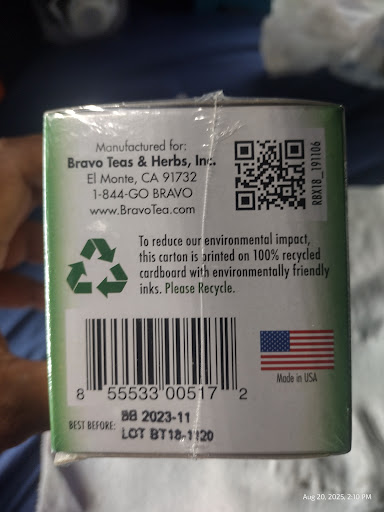 Manufactured for:
Bravo Teas & Herbs, Inc.
El Monte, CA 91732
1-844-GO BRAVO
www.BravoTea.com
RBX18_191106
To reduce our environmental impact,
this carton is printed on 100% recycled
cardboard with environmentally friendly
inks. Please Recycle.
8 55533 00517 2
Made in USA
BEST BEFORE: BB 2023-11
LOT BT18-1120
Aug 20, 2025, 2:10 PM